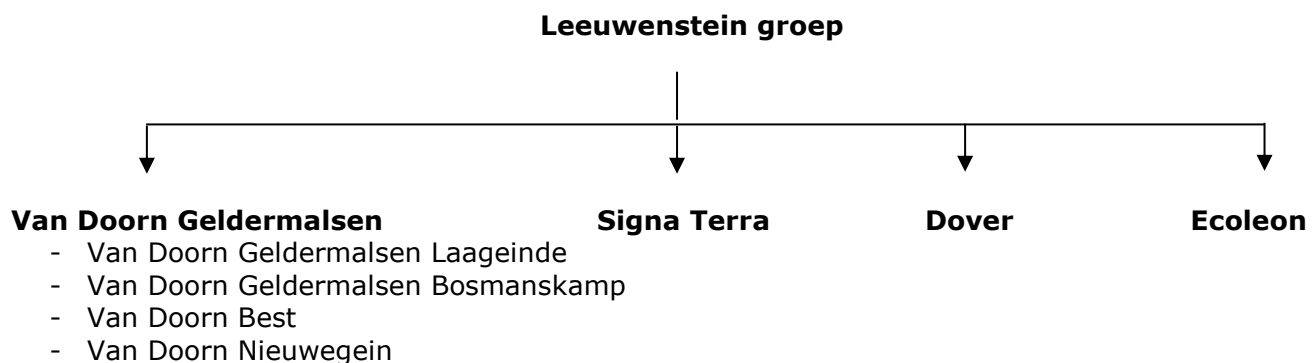 Leeuwenstein groep
Van Doorn Geldermalsen Signa Terra Dover Ecoleon
- Van Doorn Geldermalsen Laageinde
- Van Doorn Geldermalsen Bosmanskamp
- Van Doorn Best
- Van Doorn Nieuwegein